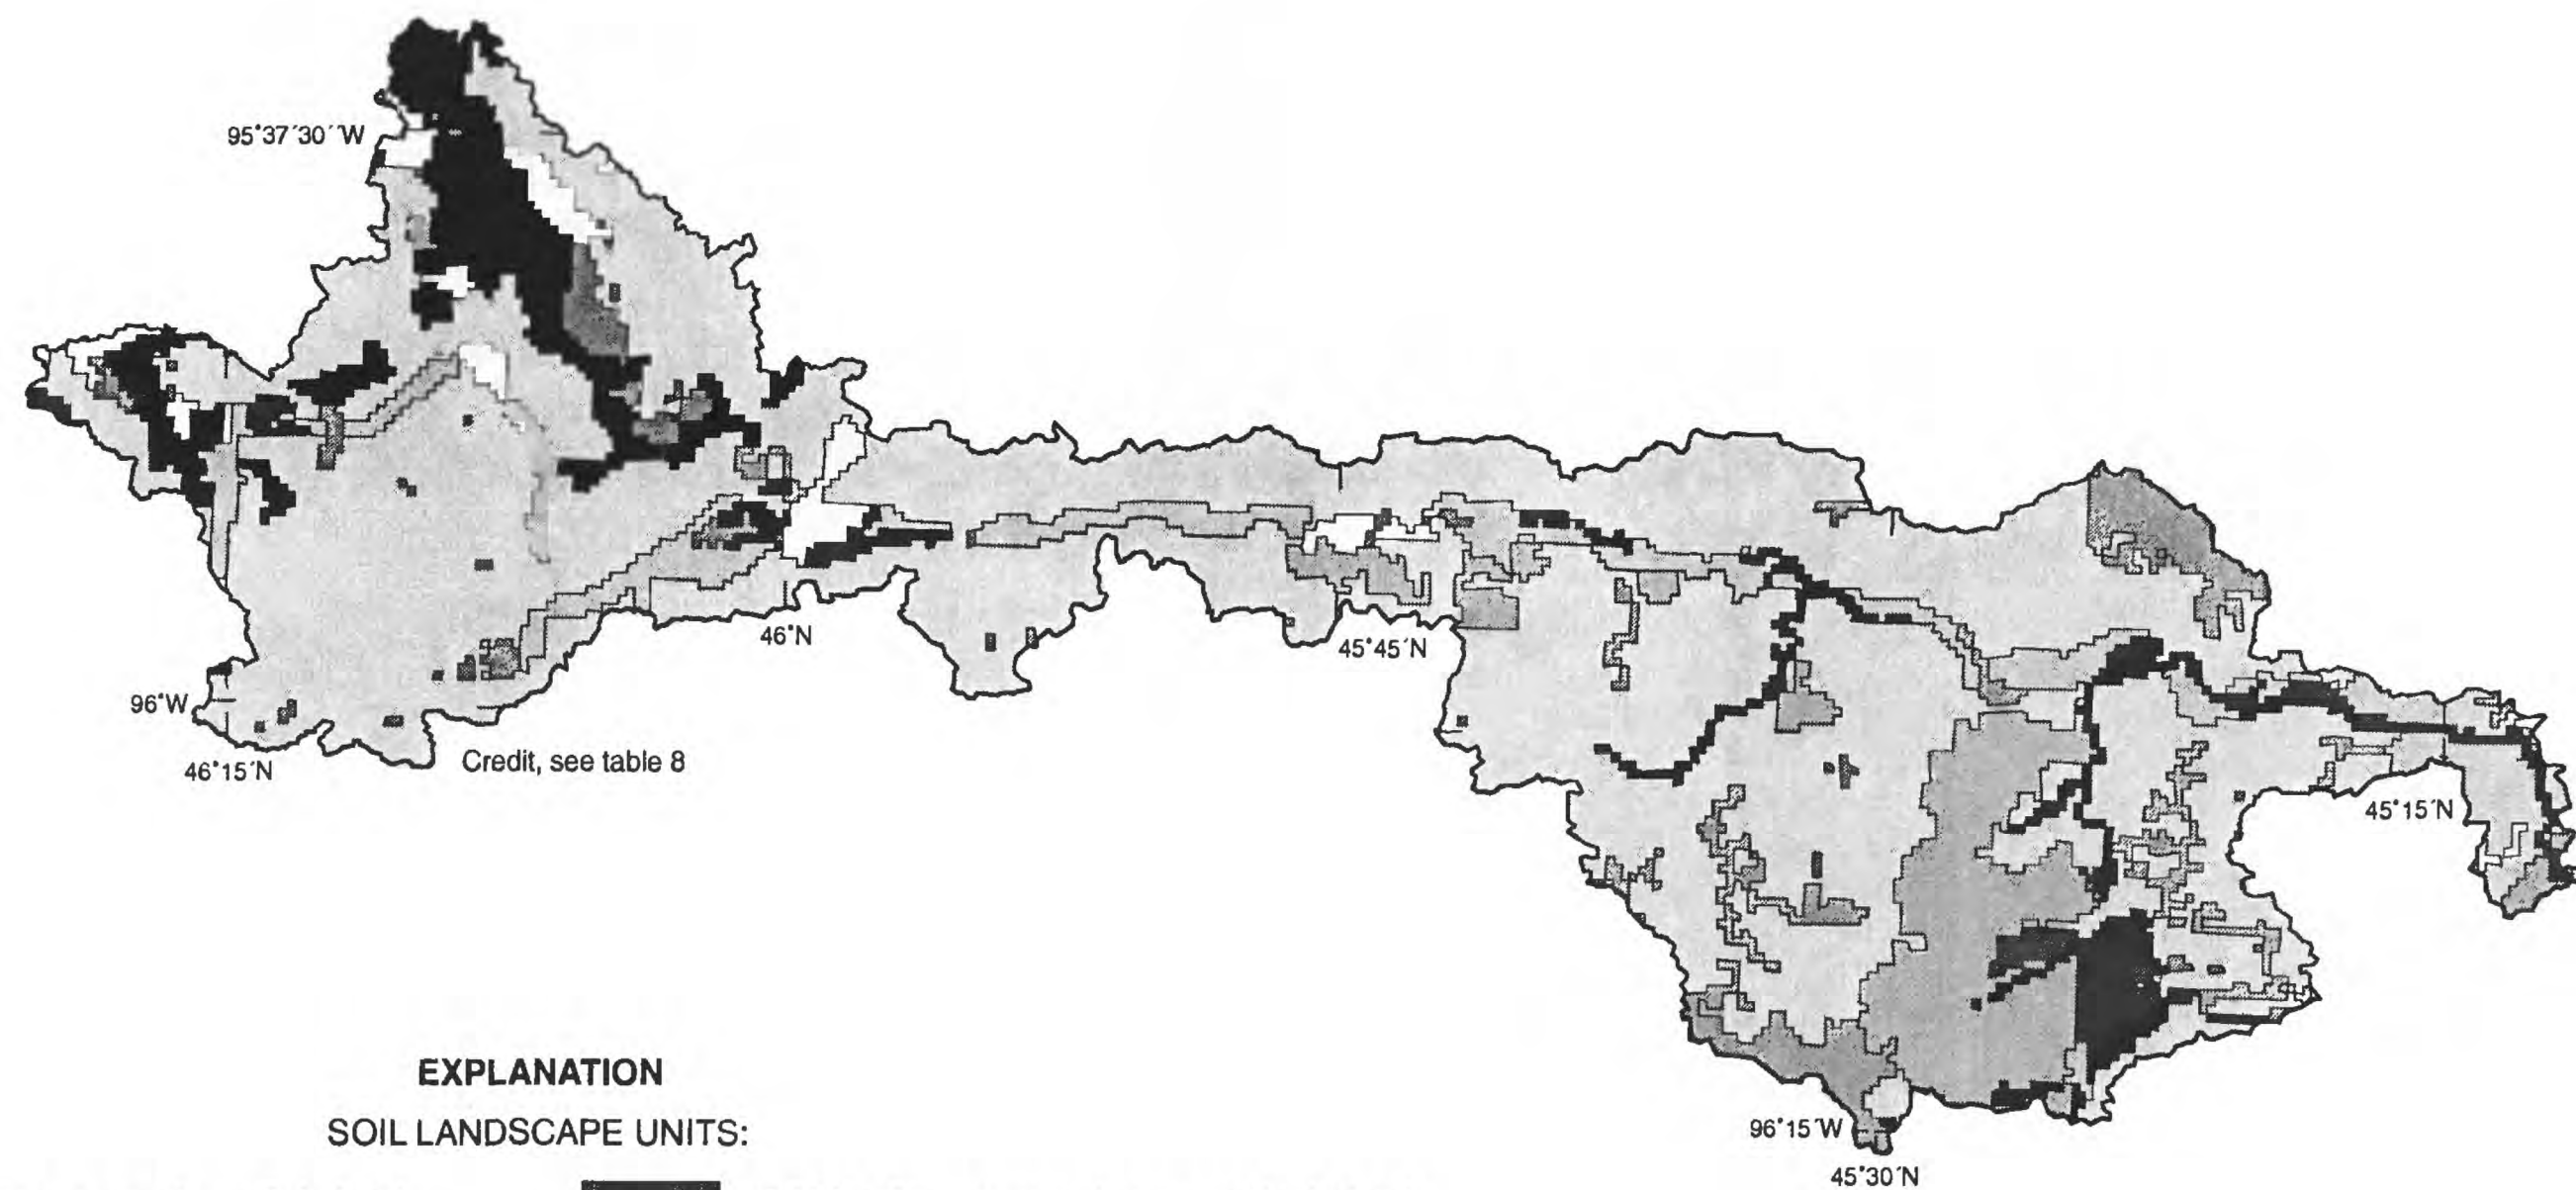 95°37′30″W
46°N
45°45′N
96°W
46°15′N
Credit, see table 8
45°15′N
96°15′W
45°30′N
EXPLANATION
SOIL LANDSCAPE UNITS: